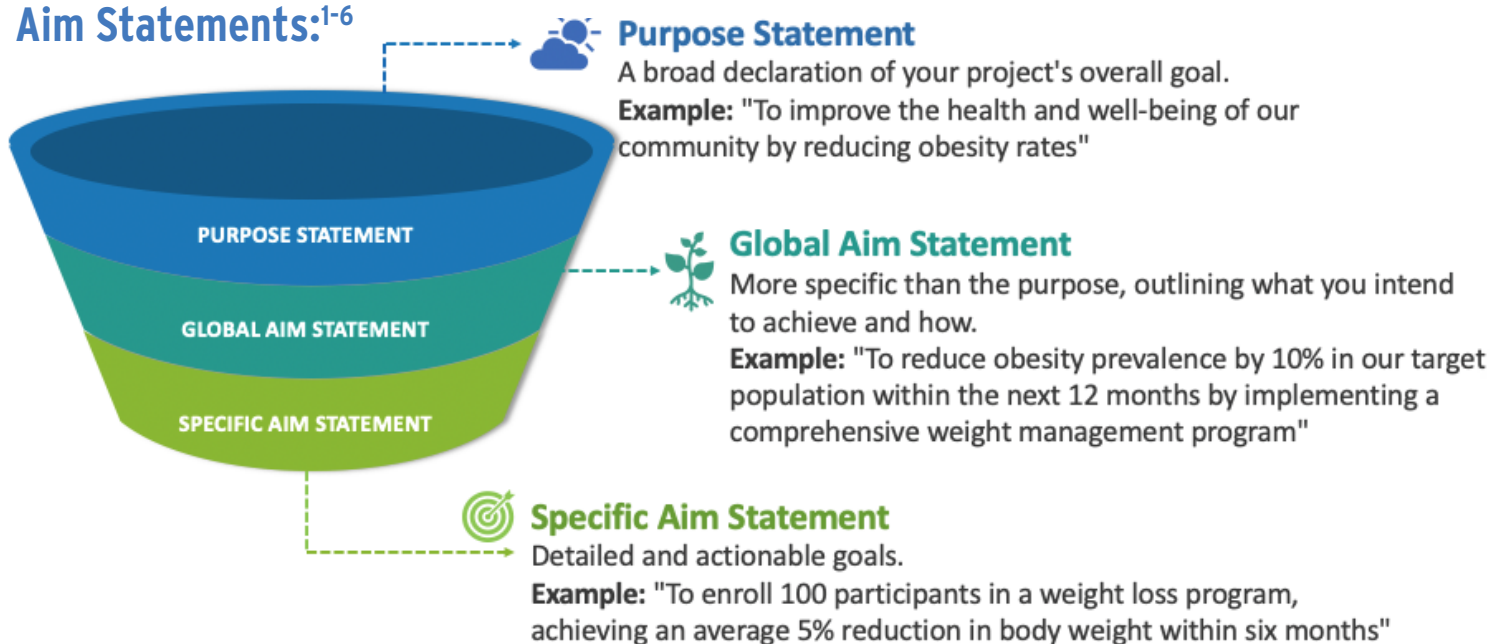 Aim Statements:1-6
Purpose Statement
A broad declaration of your project's overall goal.
Example: "To improve the health and well-being of our
community by reducing obesity rates"
PURPOSE STATEMENT
GLOBAL AIM STATEMENT
SPECIFIC AIM STATEMENT
Global Aim Statement
More specific than the purpose, outlining what you intend
to achieve and how.
Example: "To reduce obesity prevalence by 10% in our target
population within the next 12 months by implementing a
comprehensive weight management program"
Specific Aim Statement
Detailed and actionable goals.
Example: "To enroll 100 participants in a weight loss program,
achieving an average 5% reduction in body weight within six months"